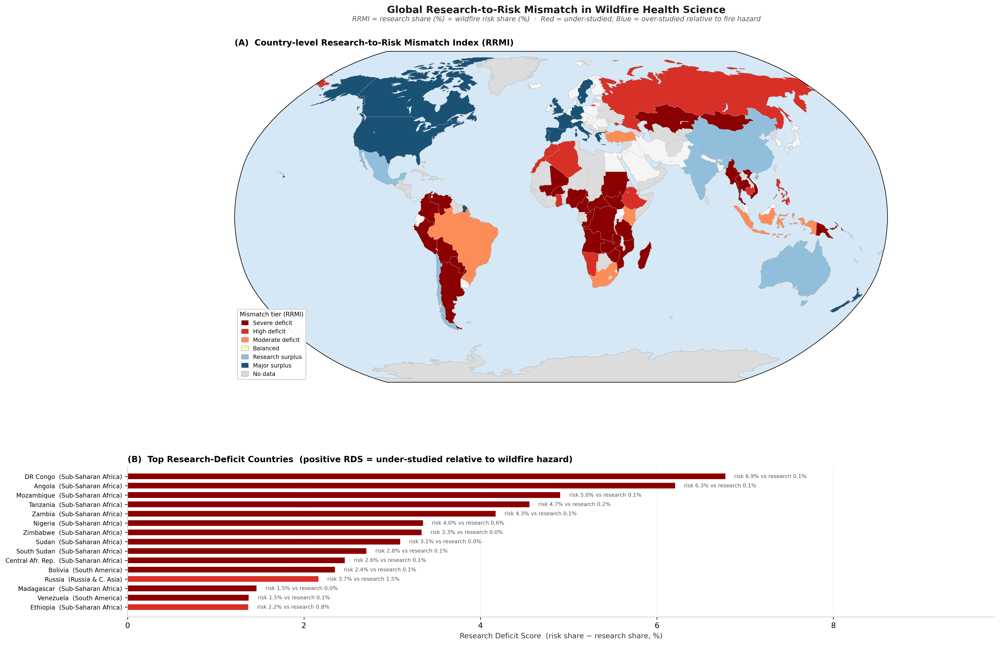 Global Research-to-Risk Mismatch in Wildfire Health Science
RRMI = research share (%) ÷ wildfire risk share (%)  ·  Red = under-studied; Blue = over-studied relative to fire hazard
(A)  Country-level Research-to-Risk Mismatch Index (RRMI)
Mismatch tier (RRMI)
Severe deficit
High deficit
Moderate deficit
Balanced
Research surplus
Major surplus
No data
(B)  Top Research-Deficit Countries  (positive RDS = under-studied relative to wildfire hazard)
DR Congo  (Sub-Saharan Africa) risk 6.9% vs research 0.1%
Angola  (Sub-Saharan Africa) risk 6.3% vs research 0.1%
Mozambique  (Sub-Saharan Africa) risk 5.0% vs research 0.1%
Tanzania  (Sub-Saharan Africa) risk 4.7% vs research 0.2%
Zambia  (Sub-Saharan Africa) risk 4.3% vs research 0.1%
Nigeria  (Sub-Saharan Africa) risk 4.0% vs research 0.6%
Zimbabwe  (Sub-Saharan Africa) risk 3.3% vs research 0.0%
Sudan  (Sub-Saharan Africa) risk 3.1% vs research 0.0%
South Sudan  (Sub-Saharan Africa) risk 2.8% vs research 0.1%
Central Afr. Rep.  (Sub-Saharan Africa) risk 2.6% vs research 0.1%
Bolivia  (South America) risk 2.4% vs research 0.1%
Russia  (Russia & C. Asia) risk 3.7% vs research 1.5%
Madagascar  (Sub-Saharan Africa) risk 1.5% vs research 0.0%
Venezuela  (South America) risk 1.5% vs research 0.1%
Ethiopia  (Sub-Saharan Africa) risk 2.2% vs research 0.8%
0 2 4 6 8
Research Deficit Score  (risk share − research share, %)